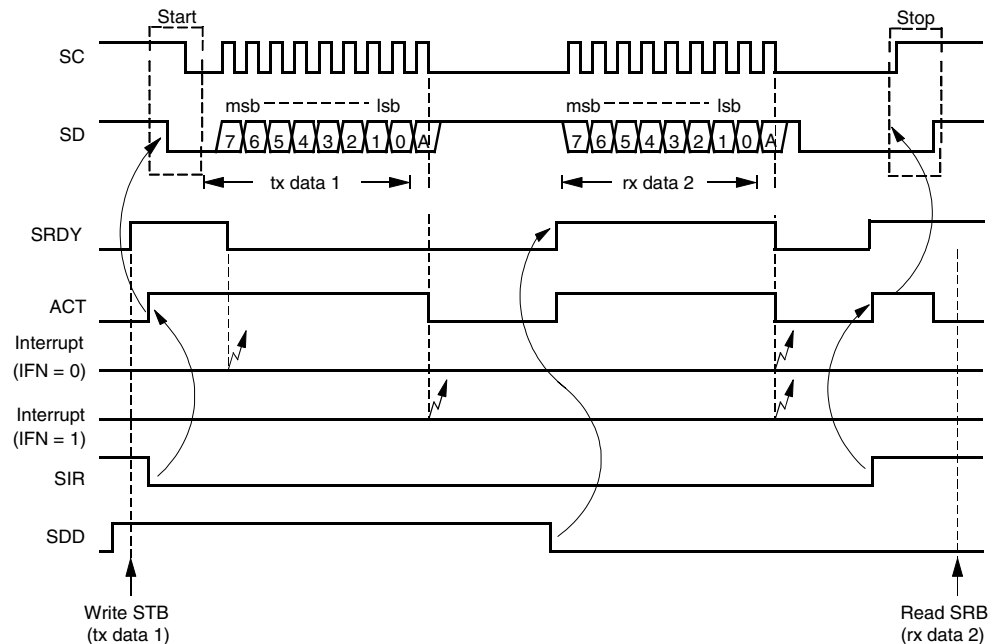 Start
Stop
SC
msb lsb
msb lsb
SD
7 6 5 4 3 2 1 0 A
7 6 5 4 3 2 1 0 A
tx data 1
rx data 2
SRDY
ACT
Interrupt
(IFN = 0)
Interrupt
(IFN = 1)
SIR
SDD
Write STB
(tx data 1)
Read SRB
(rx data 2)